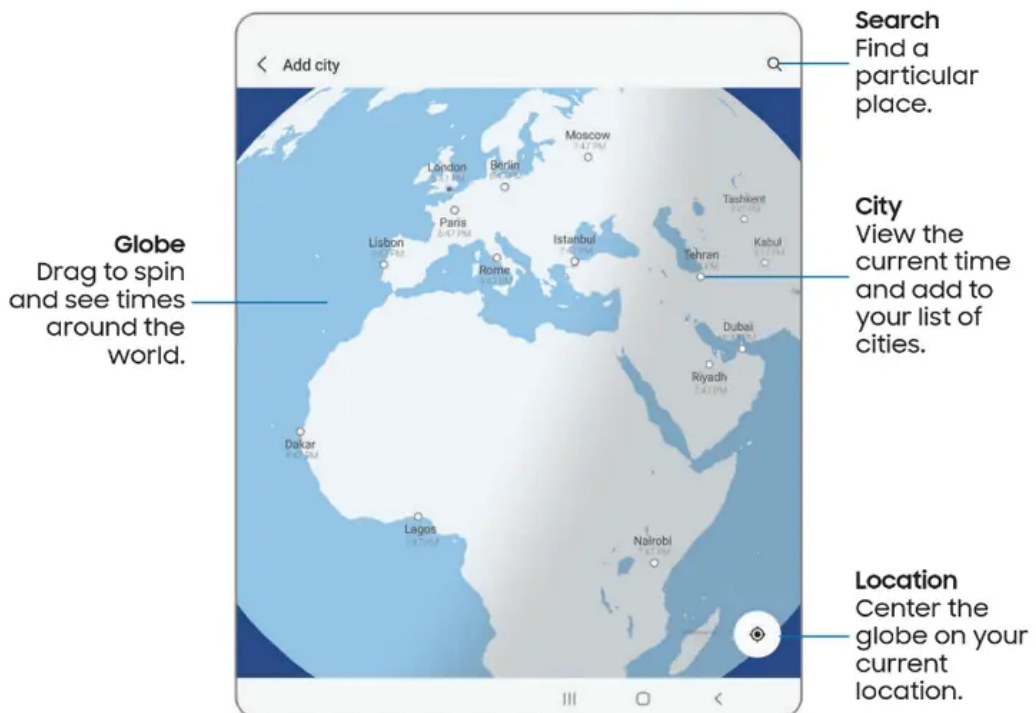 Search
Find a
particular
place.
Add city
Moscow
7:47 PM
London
Berlin
Paris
6:47 PM
Lisbon
Istanbul
Rome
Tashkent
Kabul
Tehran
Dubai
Riyadh
7:47 PM
Dakar
Lagos
Nairobi
7:47 PM
Globe
Drag to spin
and see times
around the
world.
City
View the
current time
and add to
your list of
cities.
Location
Center the
globe on your
current
location.